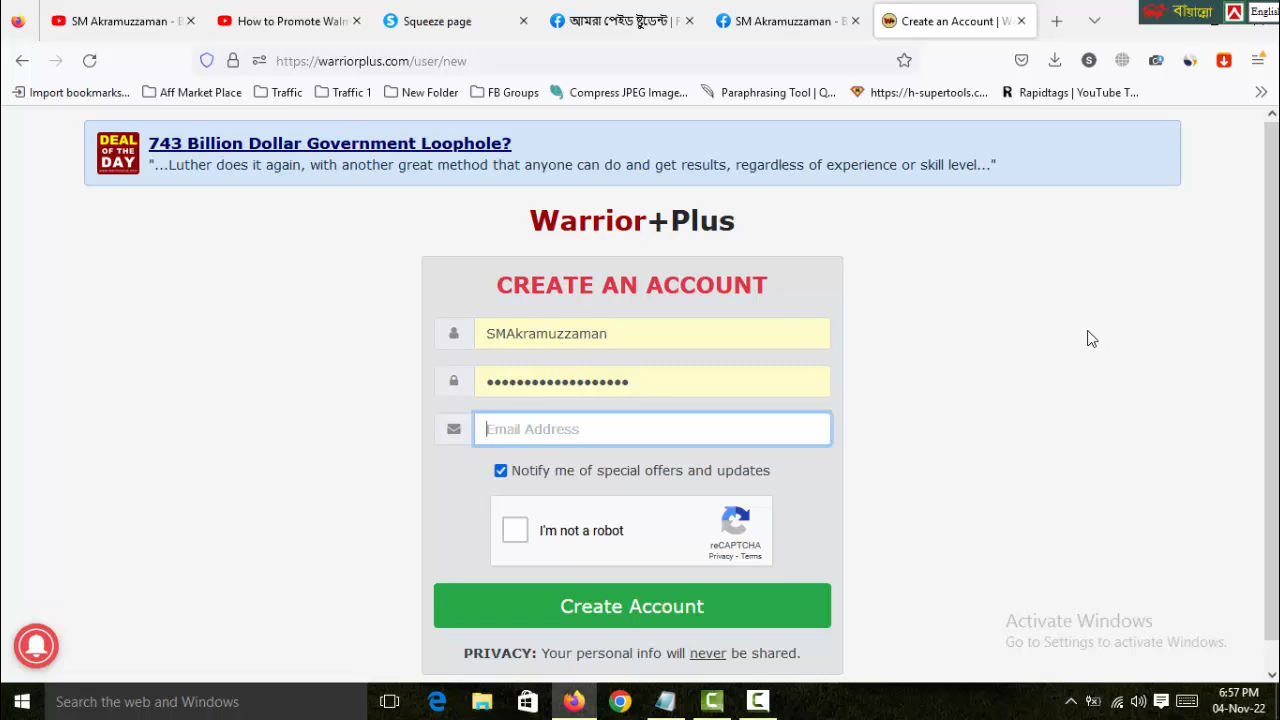 SM Akramuzzaman - B
How to Promote Walm
Squeeze page
আমরা পেইড ষ্টুডেন্ট | F
SM Akramuzzaman - B
Create an Account | W
বায়ান্নো
English
https://warriorplus.com/user/new
Import bookmarks...
Aff Market Place
Traffic
Traffic 1
New Folder
FB Groups
Compress JPEG Image...
Paraphrasing Tool | Q...
https://h-supertools.c...
Rapidtags | YouTube T...
DEAL OF THE DAY
743 Billion Dollar Government Loophole?
"...Luther does it again, with another great method that anyone can do and get results, regardless of experience or skill level..."
Warrior+Plus
CREATE AN ACCOUNT
SMAkramuzzaman
Email Address
Notify me of special offers and updates
I'm not a robot
reCAPTCHA
Privacy - Terms
Create Account
PRIVACY: Your personal info will never be shared.
Activate Windows
Go to Settings to activate Windows.
Search the web and Windows
6:57 PM
04-Nov-22